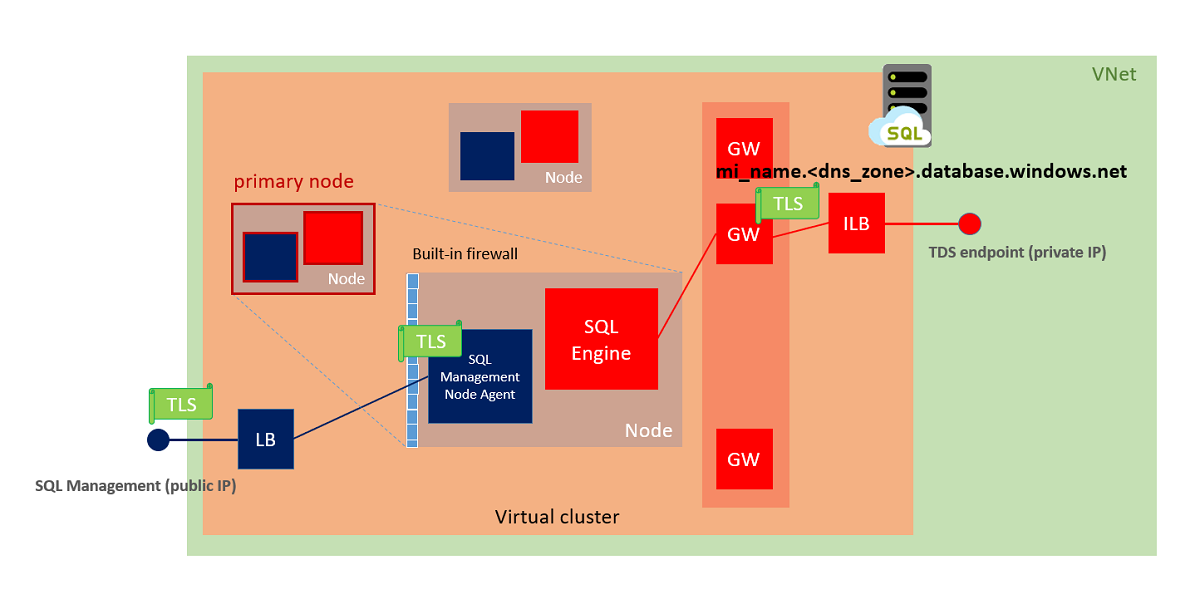 VNet
SQL
GW
mi_name.<dns_zone>.database.windows.net
Node
primary node
TLS
GW
ILB
Node
Built-in firewall
TDS endpoint (private IP)
SQL
Engine
TLS
SQL
Management
Node Agent
TLS
LB
Node
GW
SQL Management (public IP)
Virtual cluster